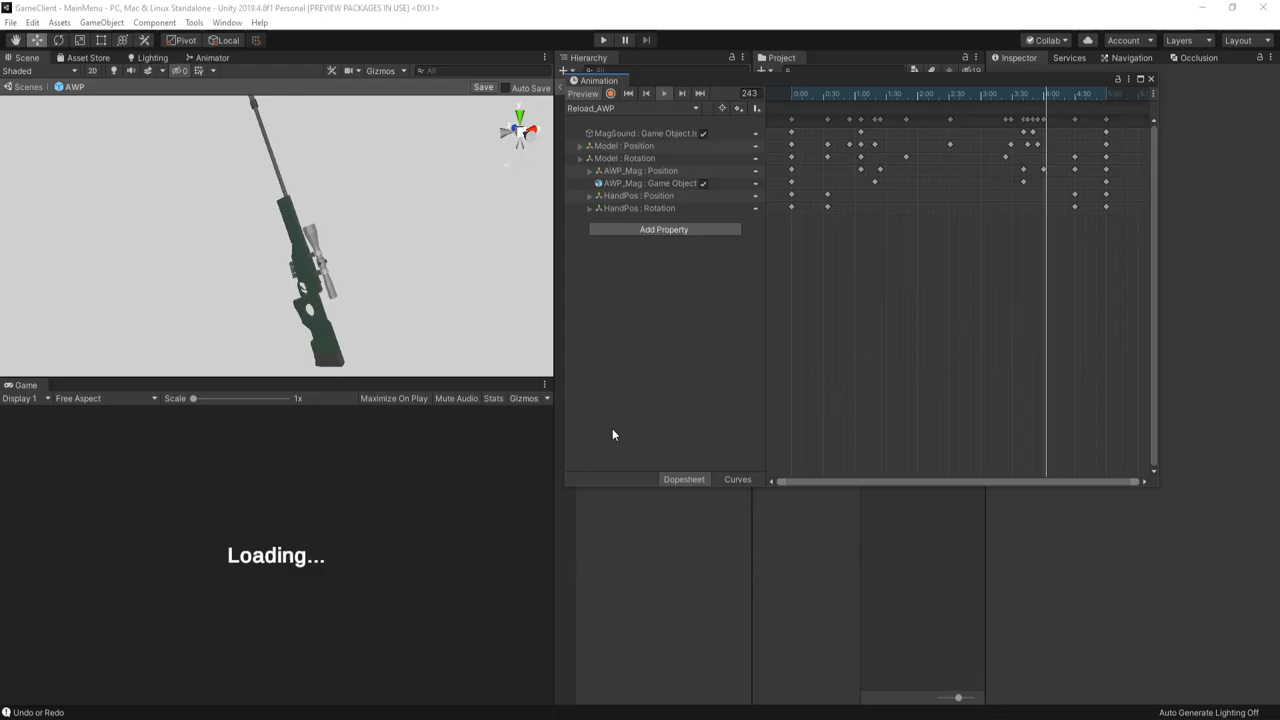 GameClient - MainMenu - PC, Mac & Linux Standalone - Unity 2019.4.8f1 Personal [PREVIEW PACKAGES IN USE] <DX11>
File Edit Assets GameObject Component Tools Window Help
Pivot Local Collab Account Layers Layout
Scene Asset Store Lighting Animator Hierarchy Project Inspector Services Navigation Occlusion
Shaded 2D 0 Gizmos All
Scenes AWP Save Auto Save
Animation
Preview 243 0:00 0:30 1:00 1:30 2:00 2:30 3:00 3:30 4:00 4:30 5:00
Reload_AWP
MagSound : Game Object.Is
Model : Position
Model : Rotation
AWP_Mag : Position
AWP_Mag : Game Object
HandPos : Position
HandPos : Rotation
Add Property
Game
Display 1 Free Aspect Scale 1x Maximize On Play Mute Audio Stats Gizmos
Dopesheet Curves
Loading...
Undo or Redo Auto Generate Lighting Off